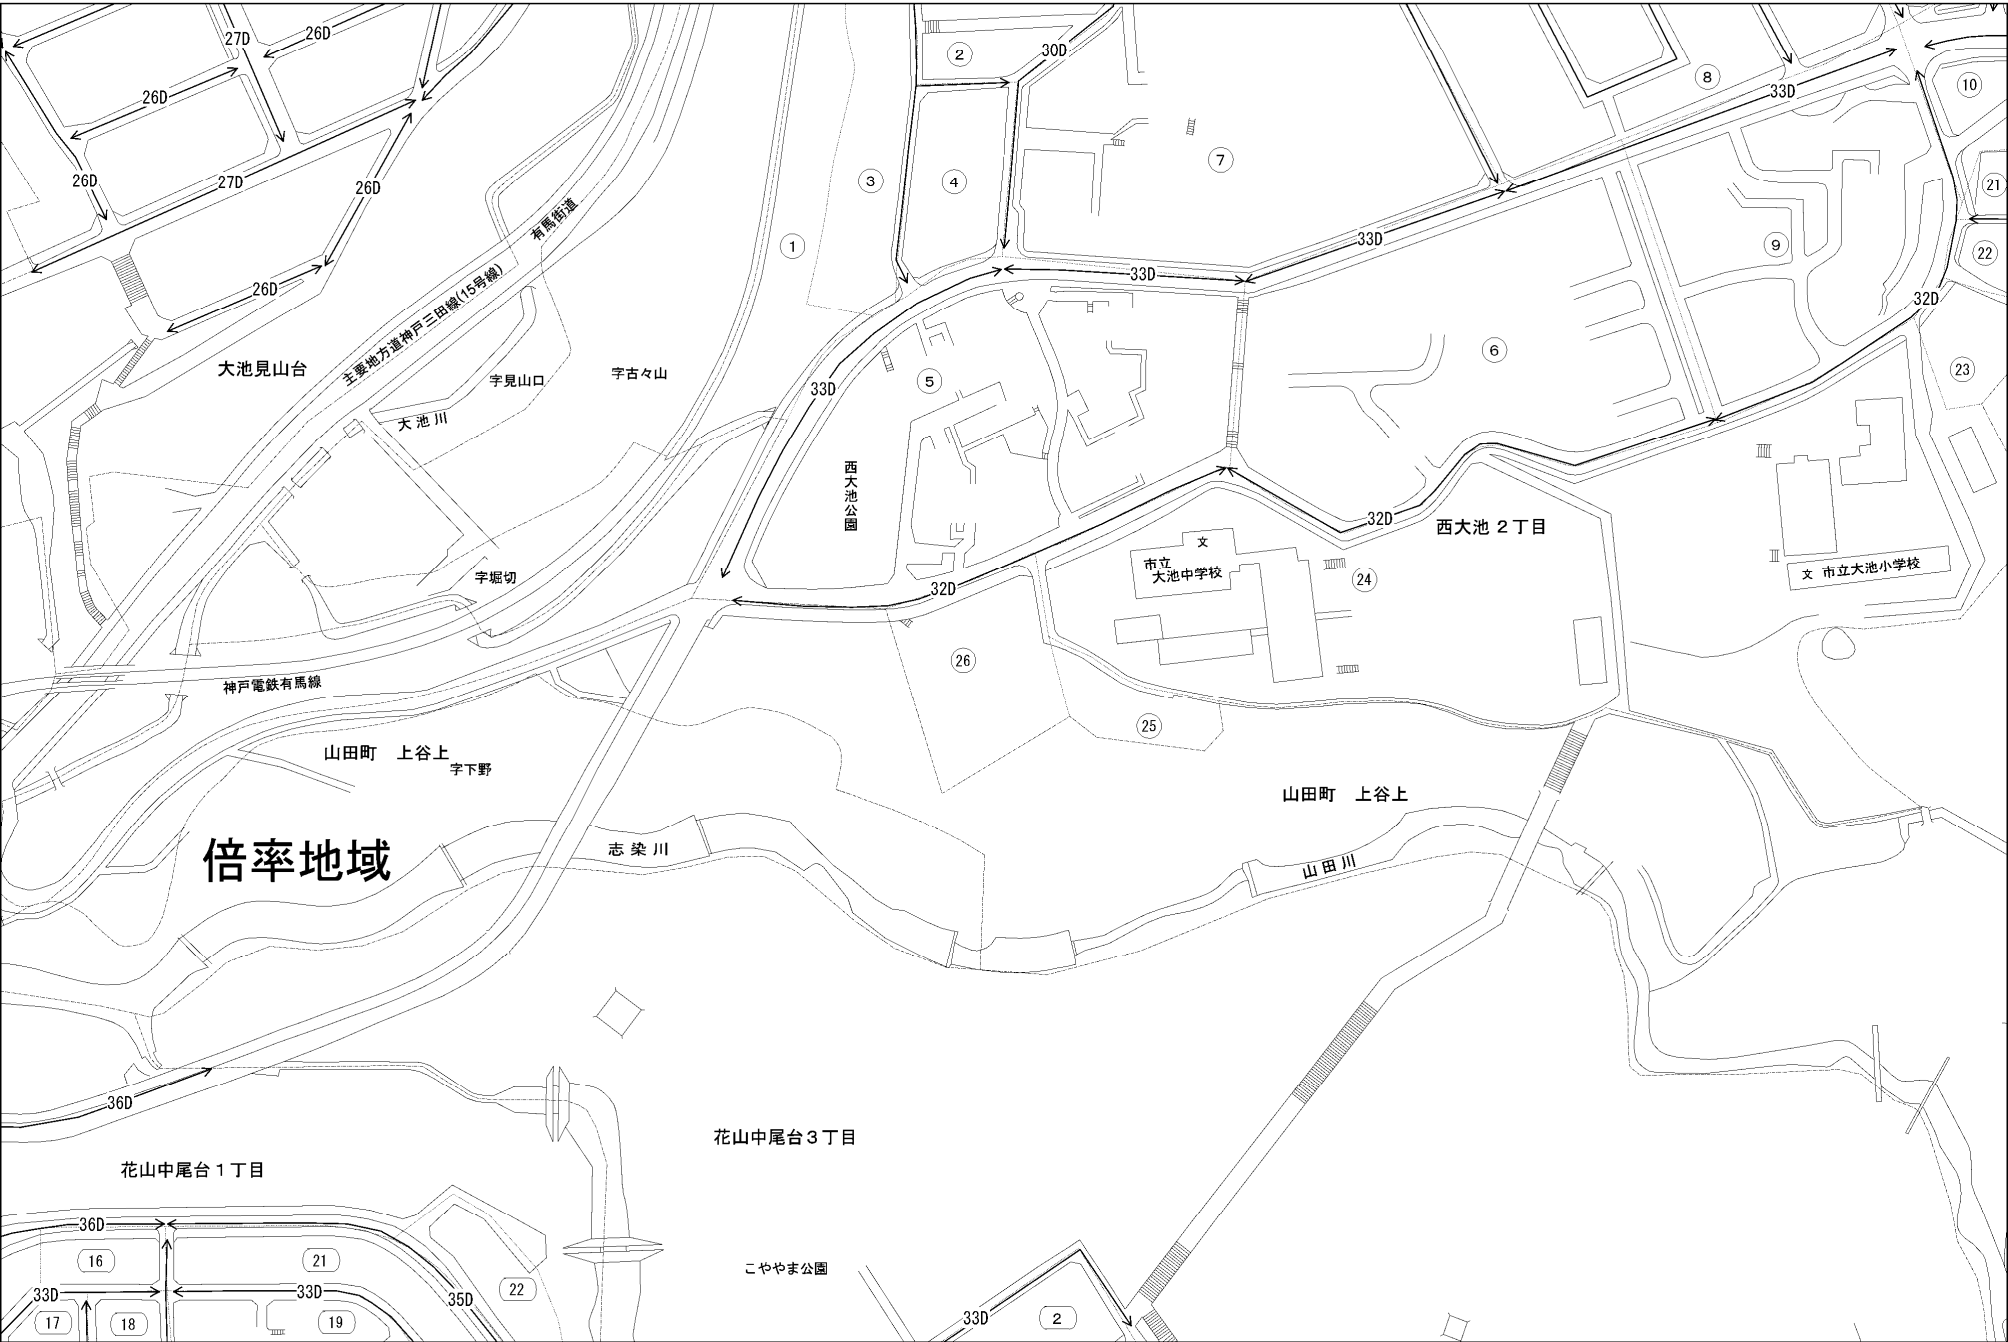 27D
26D
②
30D
⑧
33D
⑩
26D
⑦
26D
27D
26D
③
④
㉑
有馬街道
①
⑨
㉒
33D
33D
26D
主要地方道神戸三田線(15号線)
32D
大池見山台
字見山口
字古々山
33D
⑤
⑥
㉓
大池川
西大池公園
32D
西大池 2丁目
文
市立
大池中学校
㉔
文 市立大池小学校
字堀切
32D
㉖
神戸電鉄有馬線
㉕
山田町 上谷上
字下野
山田町 上谷上
倍率地域
志染川
山田川
36D
花山中尾台3丁目
花山中尾台1丁目
36D
16
21
22
こややま公園
33D
33D
35D
17
18
19
33D
2